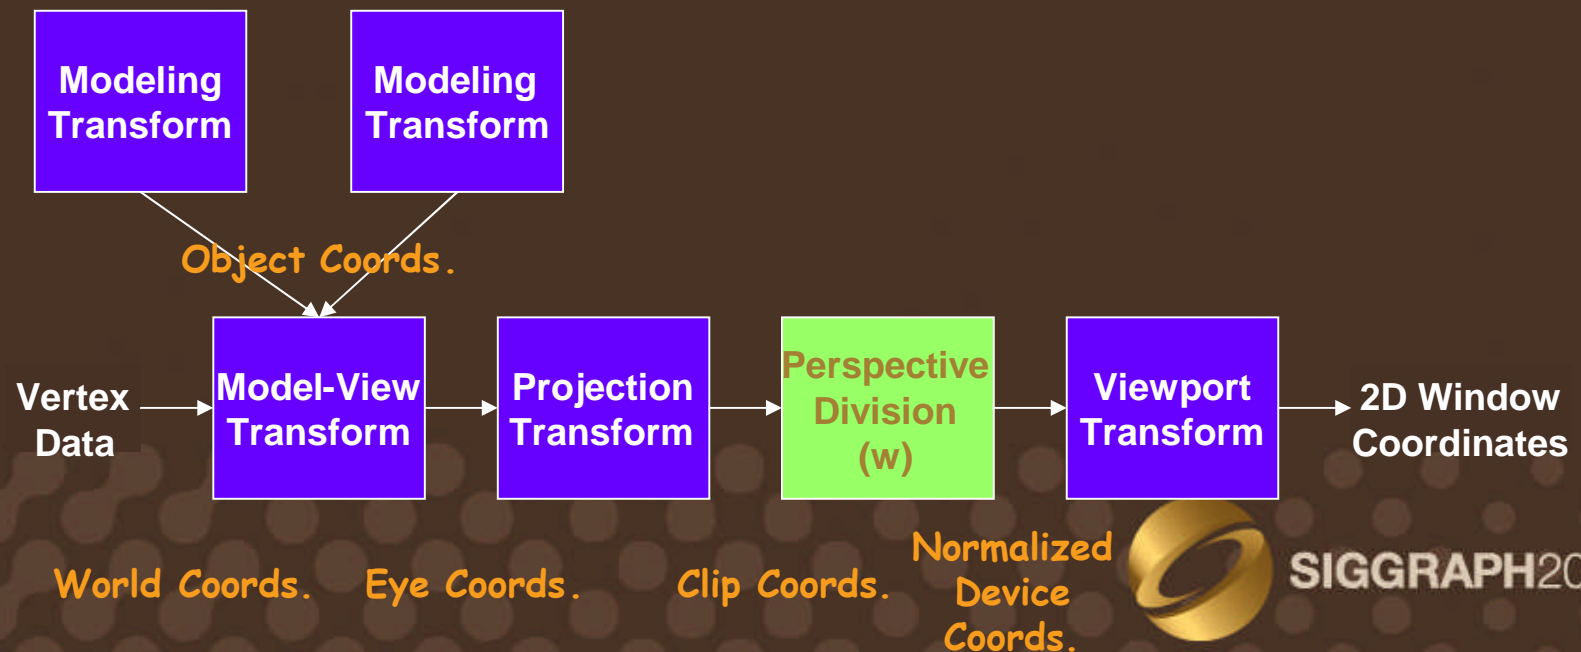 Modeling
Transform
Modeling
Transform
Object Coords.
Vertex
Data
Model-View
Transform
Projection
Transform
Perspective
Division
(w)
Viewport
Transform
2D Window
Coordinates
World Coords.
Eye Coords.
Clip Coords.
Normalized
Device
Coords.
SIGGRAPH20